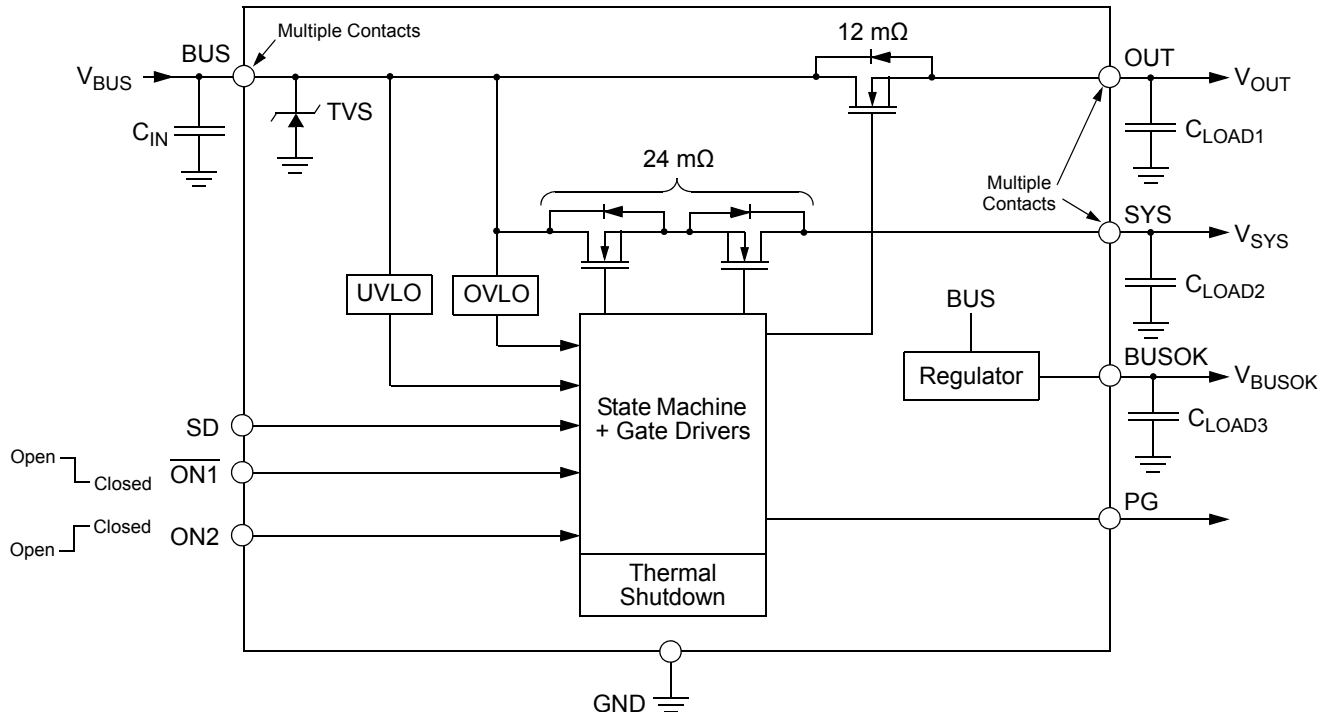 Multiple Contacts
12 mΩ
BUS
OUT
V_BUS
V_OUT
TVS
C_IN
C_LOAD1
24 mΩ
Multiple
Contacts
SYS
V_SYS
UVLO
OVLO
BUS
C_LOAD2
BUSOK
Regulator
V_BUSOK
State Machine
+ Gate Drivers
SD
C_LOAD3
Open
Closed
ON1
PG
Closed
Open
ON2
Thermal
Shutdown
GND